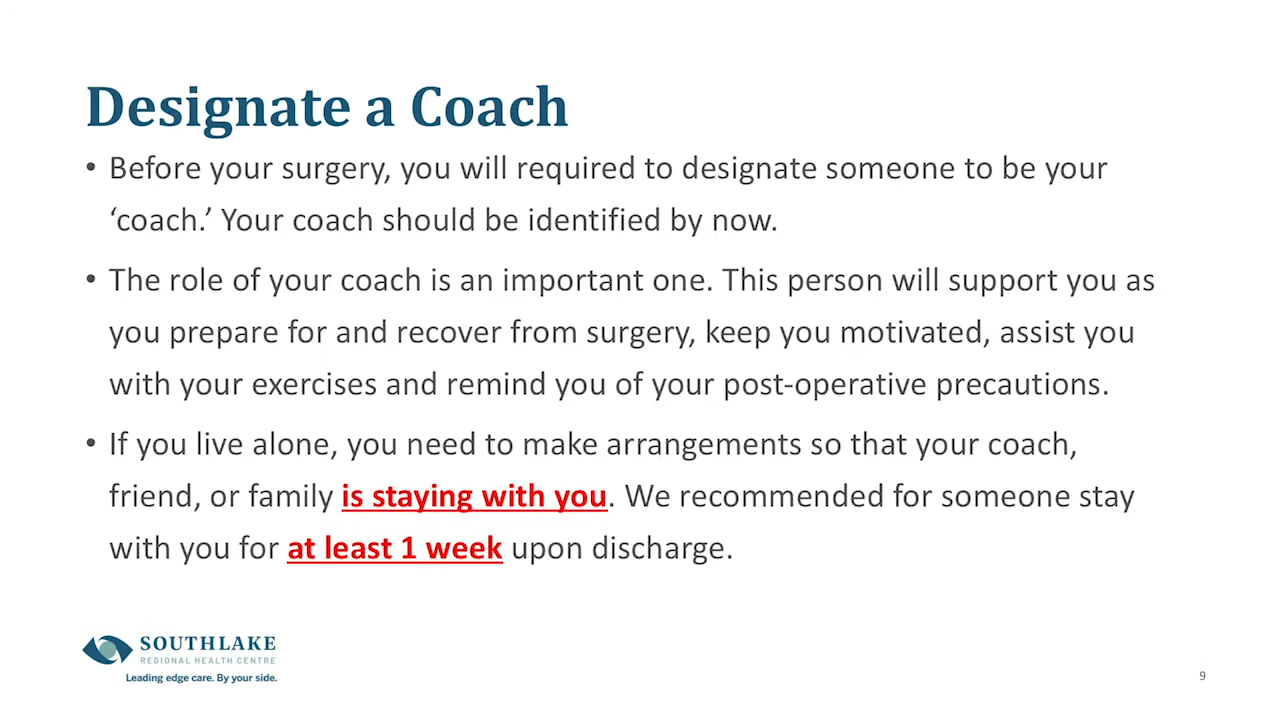 Designate a Coach
• Before your surgery, you will required to designate someone to be your
‘coach.’ Your coach should be identified by now.
• The role of your coach is an important one. This person will support you as
you prepare for and recover from surgery, keep you motivated, assist you
with your exercises and remind you of your post-operative precautions.
• If you live alone, you need to make arrangements so that your coach,
friend, or family is staying with you. We recommended for someone stay
with you for at least 1 week upon discharge.
SOUTHLAKE
REGIONAL HEALTH CENTRE
Leading edge care. By your side.
9